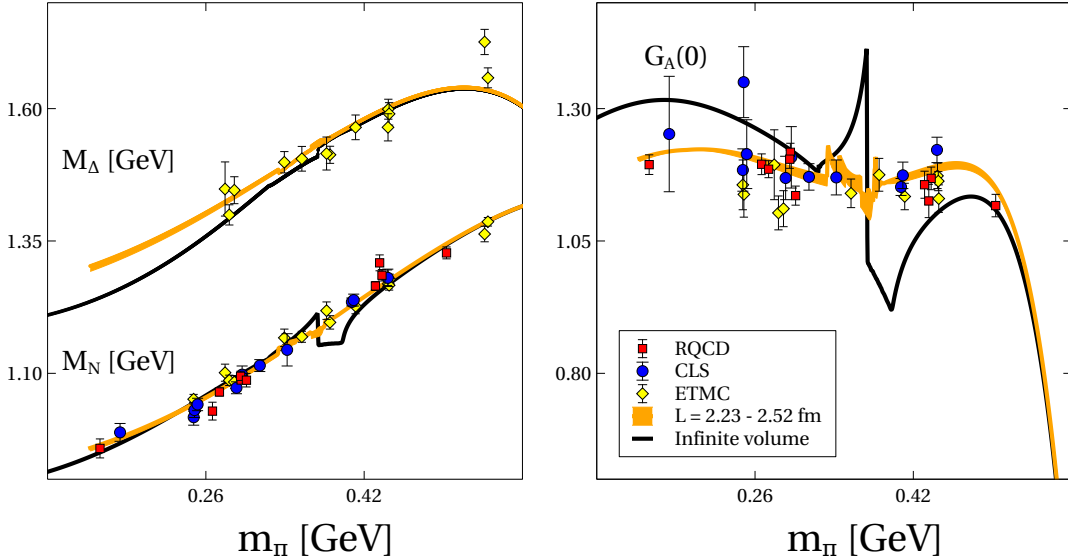 1.60
1.35
1.10
M_Δ [GeV]
M_N [GeV]
0.26
0.42
m_π [GeV]
G_A(0)
1.30
1.05
0.80
RQCD
CLS
ETMC
L = 2.23 - 2.52 fm
Infinite volume
0.26
0.42
m_π [GeV]